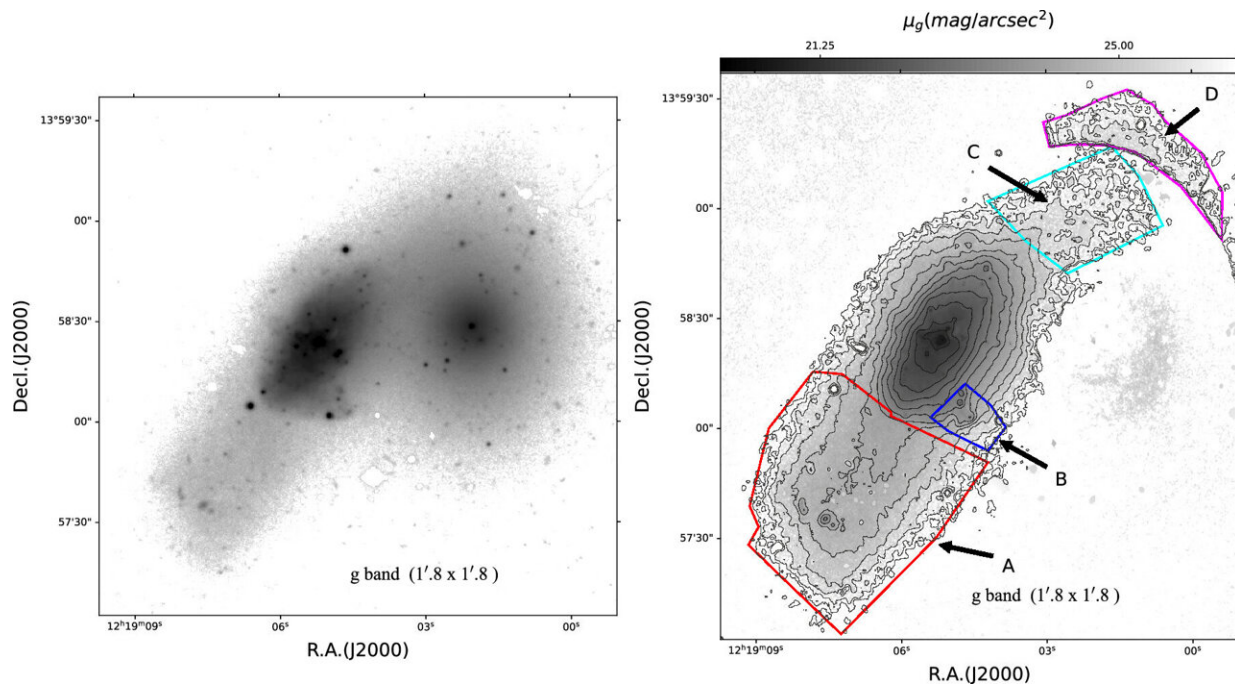 μ_g(mag/arcsec²)
21.25 25.00
13°59'30"
00"
58'30"
00"
57'30"
Decl.(J2000)
g band (1'.8 x 1'.8 )
12ʰ19ᵐ09ˢ 06ˢ 03ˢ 00ˢ
R.A.(J2000)
13°59'30"
00"
58'30"
00"
57'30"
Decl.(J2000)
D
C
B
A
g band (1'.8 x 1'.8 )
12ʰ19ᵐ09ˢ 06ˢ 03ˢ 00ˢ
R.A.(J2000)